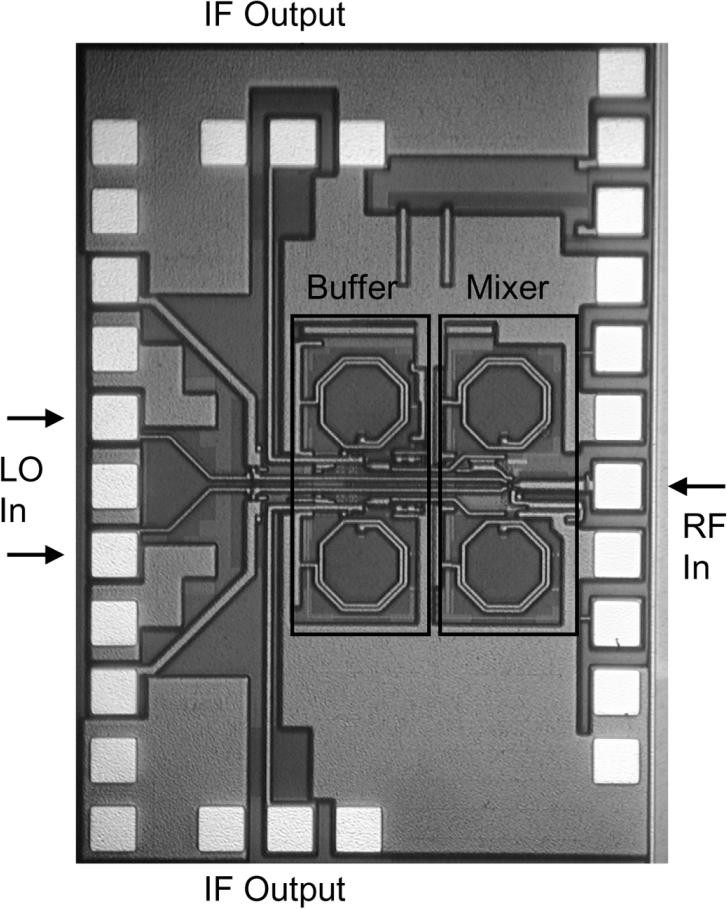 IF Output
Buffer
Mixer
LO
In
RF
In
IF Output